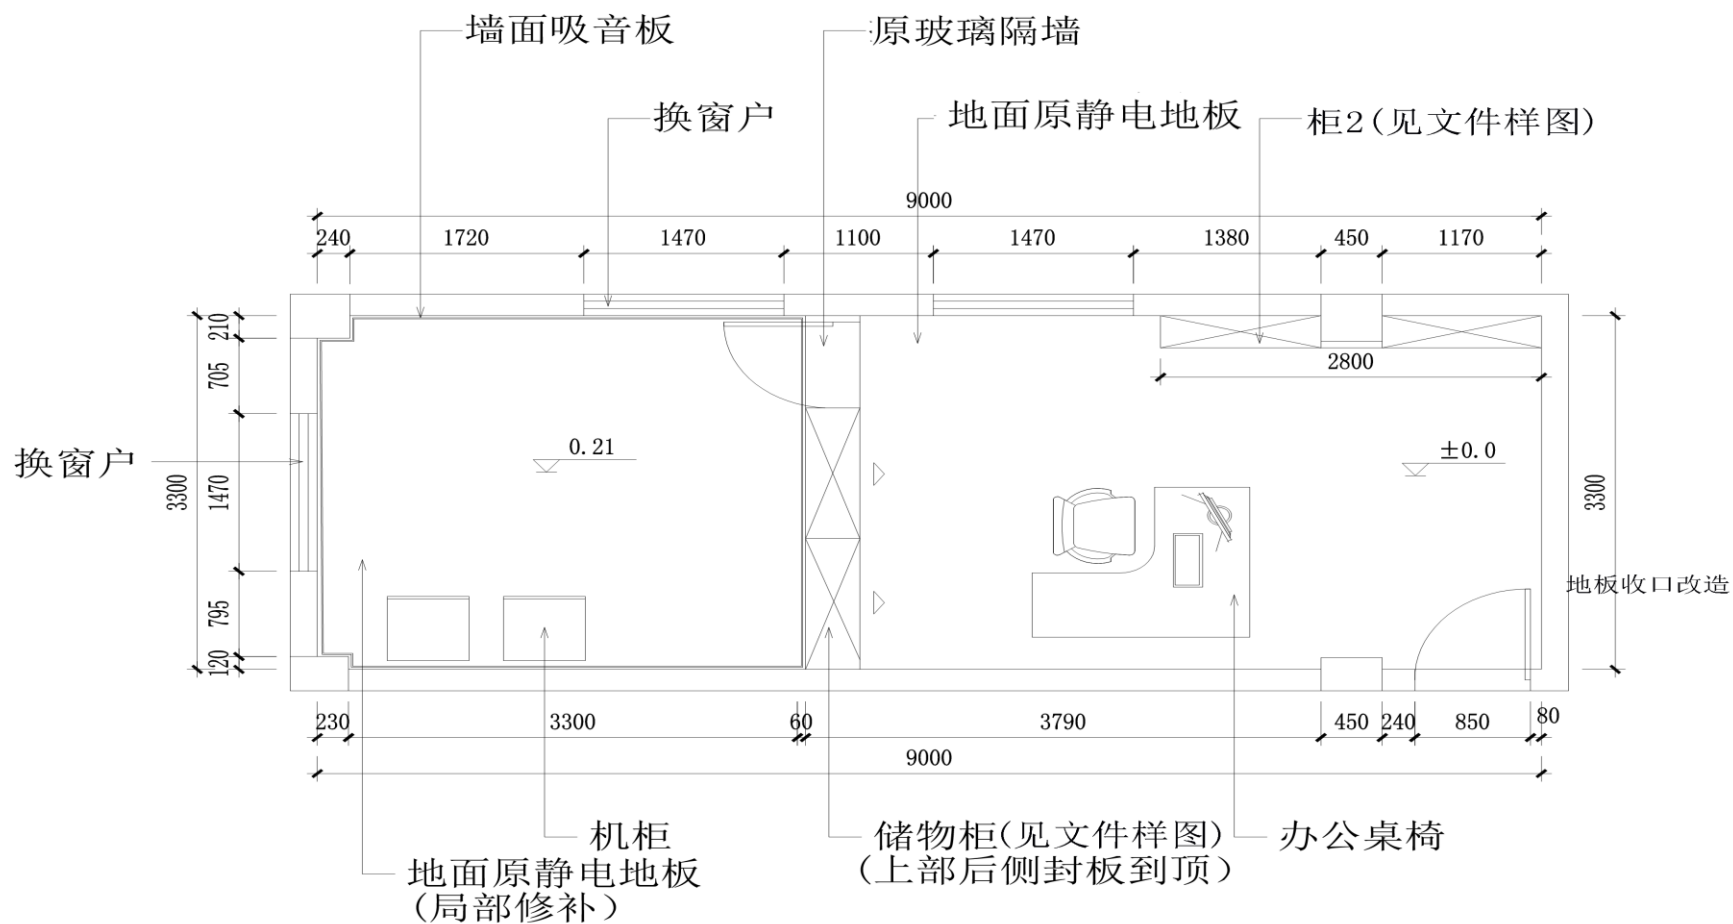 墙面吸音板
原玻璃隔墙
换窗户
地面原静电地板
柜2(见文件样图)
9000
240
1720
1470
1100
1470
1380
450
1170
210
705
1470
795
120
3300
换窗户
0.21
2800
±0.0
3300
地板收口改造
230
3300
60
3790
450
240
850
80
9000
机柜
地面原静电地板
(局部修补)
储物柜(见文件样图)
(上部后侧封板到顶)
办公桌椅